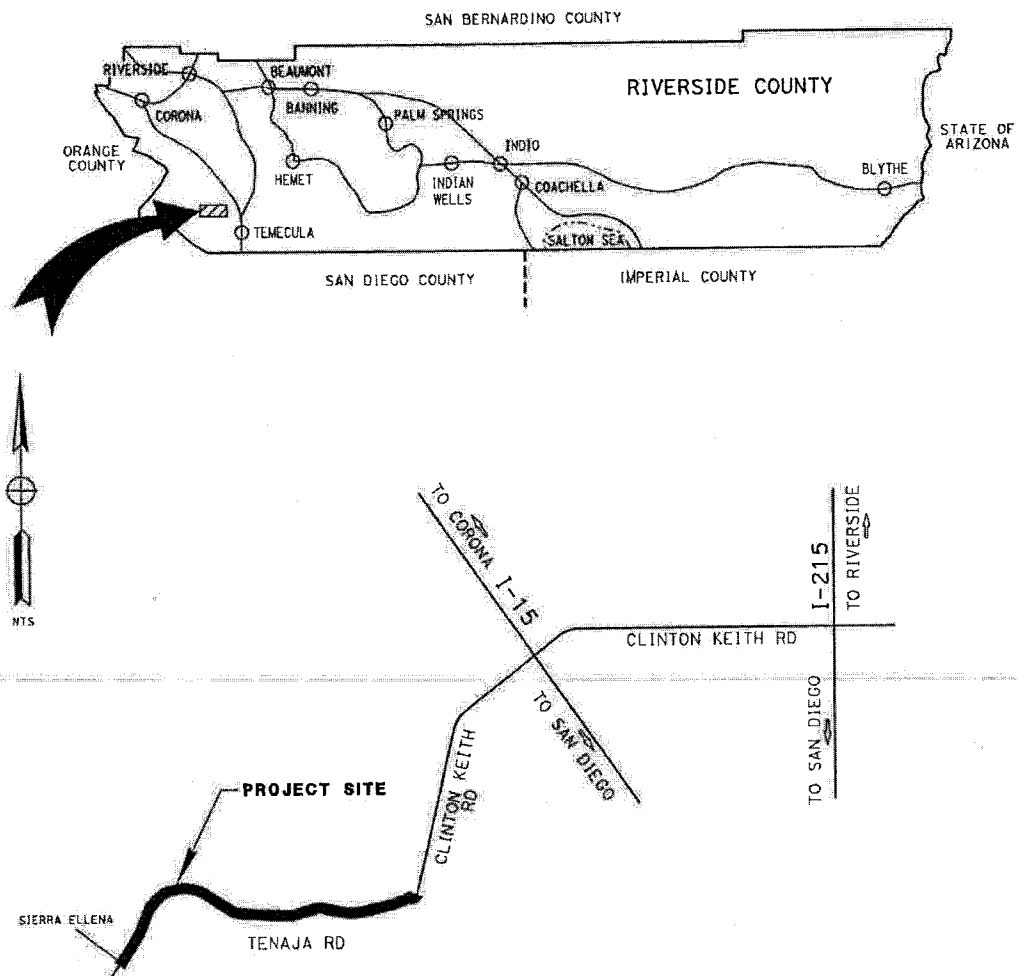 SAN BERNARDINO COUNTY
RIVERSIDE
BEAUMONT
BANNING
RIVERSIDE COUNTY
CORONA
PALM SPRINGS
STATE OF
ARIZONA
ORANGE
COUNTY
HEMET
INDIAN
WELLS
INDIO
COACHELLA
BLYTHE
TEMECULA
SALTON SEA
SAN DIEGO COUNTY
IMPERIAL COUNTY
NTS
TO CORONA
I-15
TO SAN DIEGO
I-215
TO RIVERSIDE
CLINTON KEITH RD
TO SAN DIEGO
CLINTON KEITH
RD
PROJECT SITE
SIERRA ELLENA
TENAJA RD